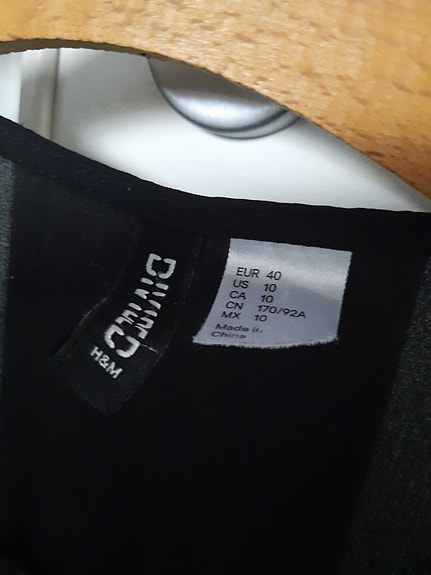 DIVIDED
H&M
EUR 40
US 10
CA 10
CN 170/92A
MX 10
Made in
China